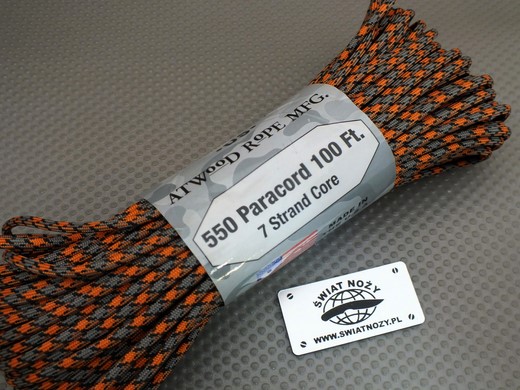 ATWOOD ROPE MFG.
550 Paracord 100 Ft.
7 Strand Core
MADE IN
ŚWIAT NOŻY
WWW.SWIATNOZY.PL